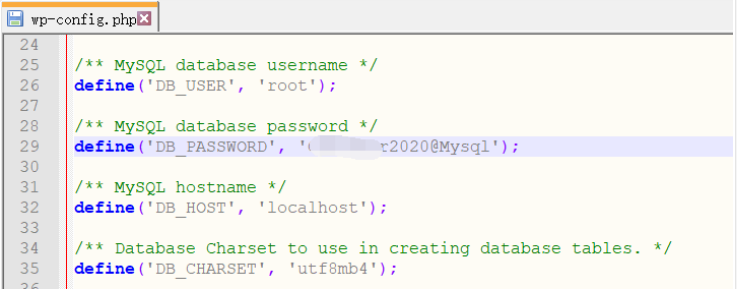 wp-config.php
24
25 /** MySQL database username */
26 define('DB_USER', 'root');
27
28 /** MySQL database password */
29 define('DB_PASSWORD', 'r2020@Mysql');
30
31 /** MySQL hostname */
32 define('DB_HOST', 'localhost');
33
34 /** Database Charset to use in creating database tables. */
35 define('DB_CHARSET', 'utf8mb4');
36